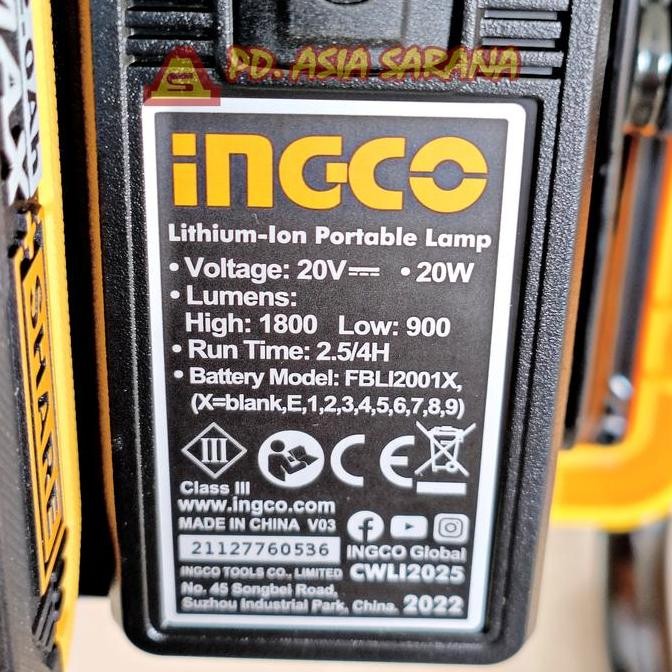 PD. ASIA SARANA
INGCO
Lithium-Ion Portable Lamp
• Voltage: 20V⎓ • 20W
• Lumens:
High: 1800 Low: 900
• Run Time: 2.5/4H
• Battery Model: FBLI2001X,
(X=blank,E,1,2,3,4,5,6,7,8,9)
III
CE
Class III
www.ingco.com
MADE IN CHINA V03
21127760536
INGCO Global
INGCO TOOLS CO., LIMITED CWLI2025
No. 45 Songbei Road,
Suzhou Industrial Park, China. 2022
SHARE